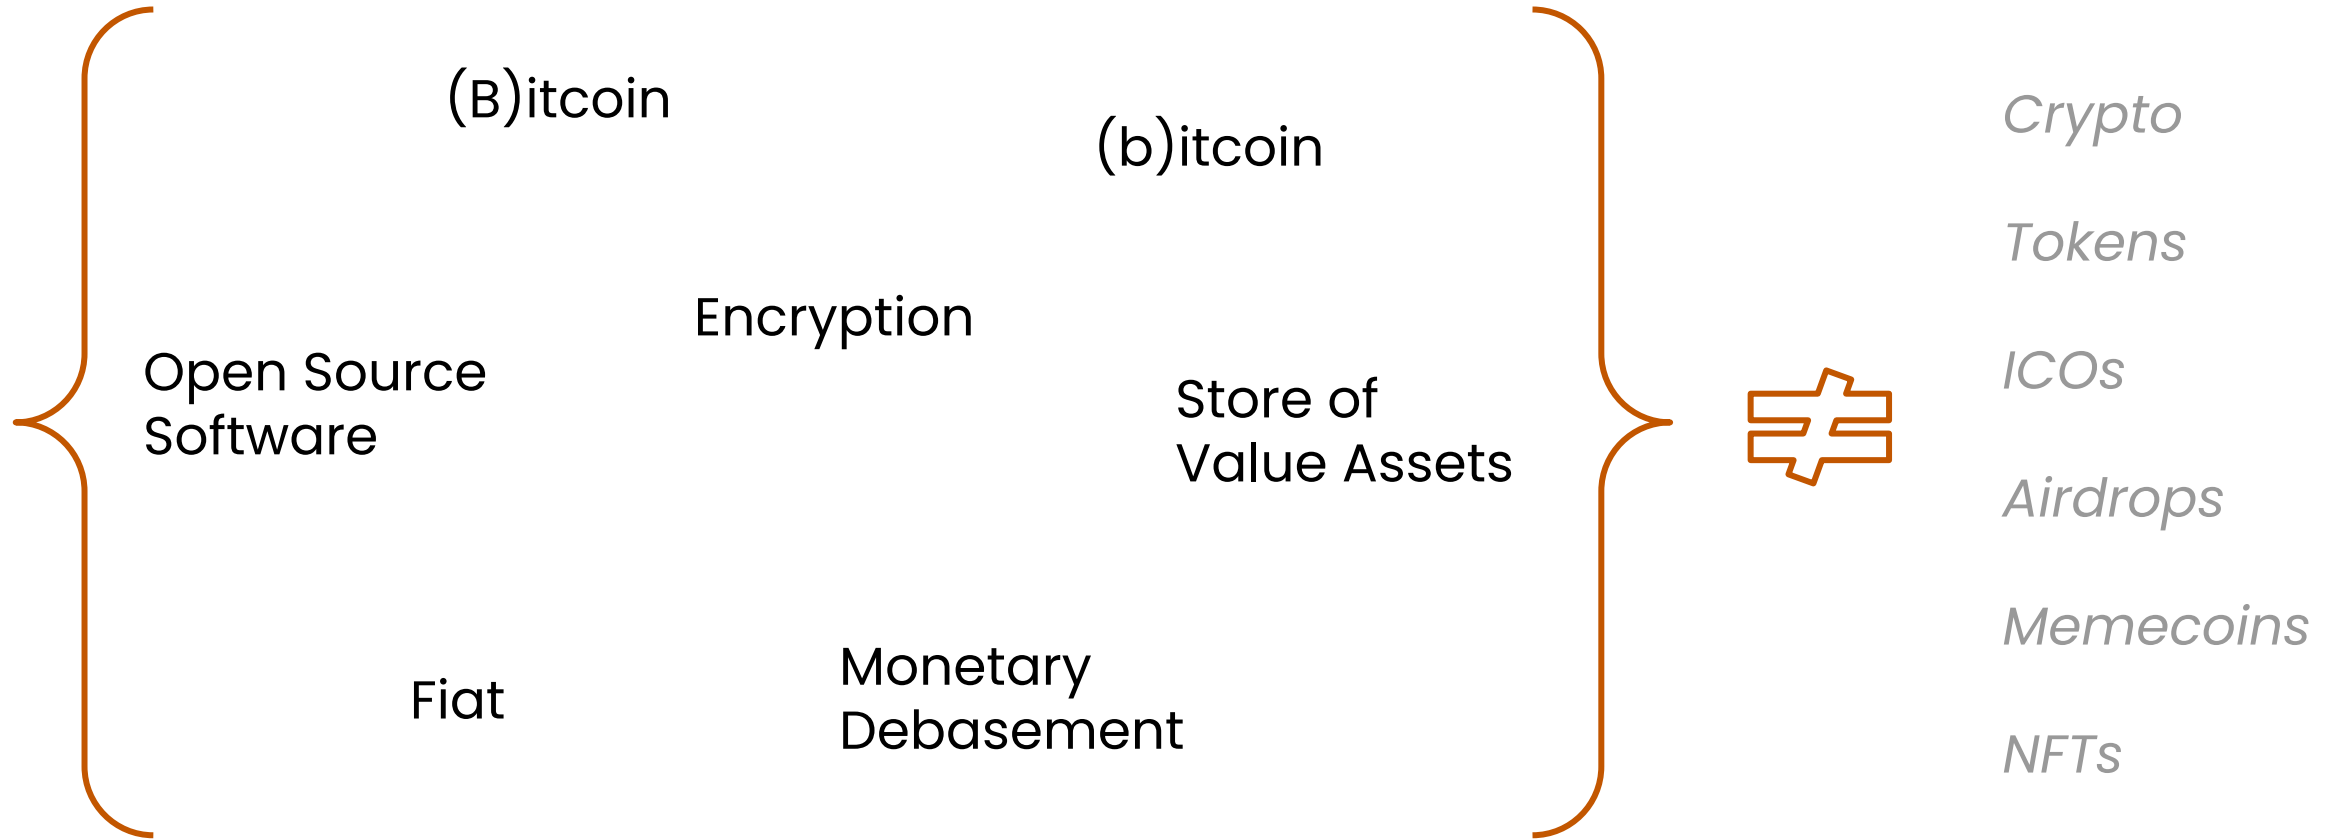 (B)itcoin
(b)itcoin
Encryption
Open Source
Software
Store of
Value Assets
Fiat
Monetary
Debasement
Crypto
Tokens
ICOs
Airdrops
Memecoins
NFTs